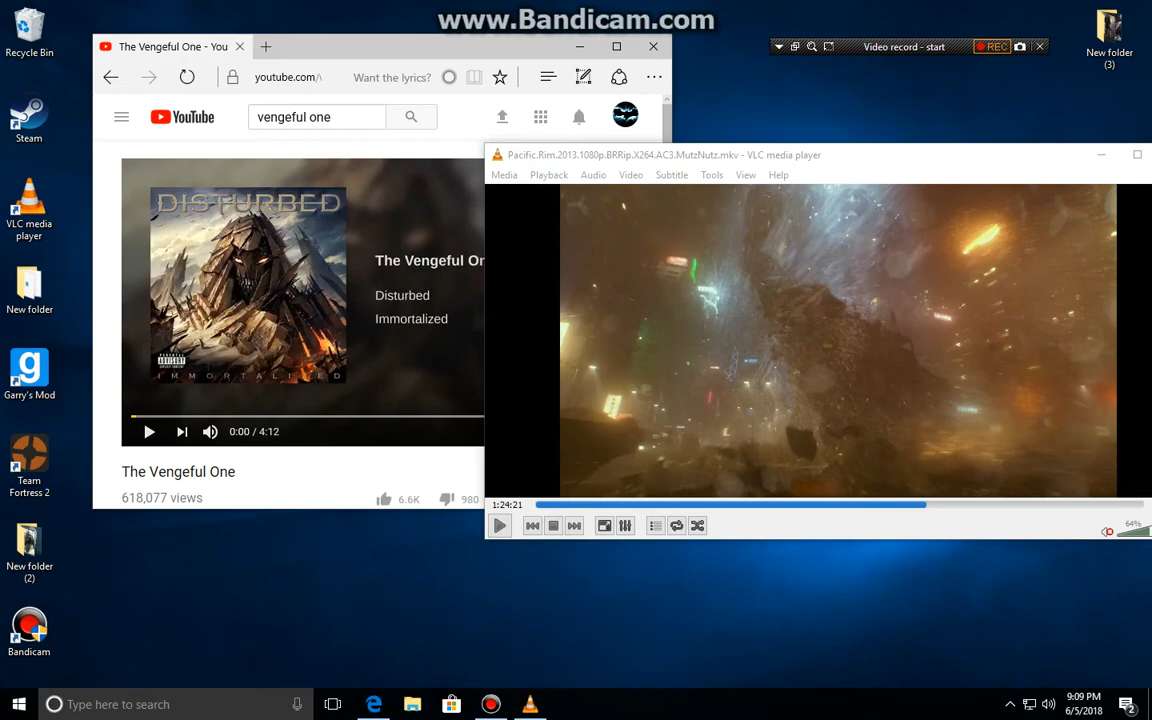 www.Bandicam.com
Recycle Bin
Steam
VLC media
player
New folder
Garry's Mod
Team
Fortress 2
New folder
(2)
Bandicam
New folder
(3)
Video record - start
REC
The Vengeful One - You
youtube.com/
Want the lyrics?
YouTube
vengeful one
DISTURBED
IMMORTALIZED
The Vengeful On
Disturbed
Immortalized
0:00 / 4:12
The Vengeful One
618,077 views
6.6K
980
Pacific.Rim.2013.1080p.BRRip.X264.AC3.MutzNutz.mkv - VLC media player
Media Playback Audio Video Subtitle Tools View Help
1:24:21
64%
Type here to search
9:09 PM
6/5/2018
2